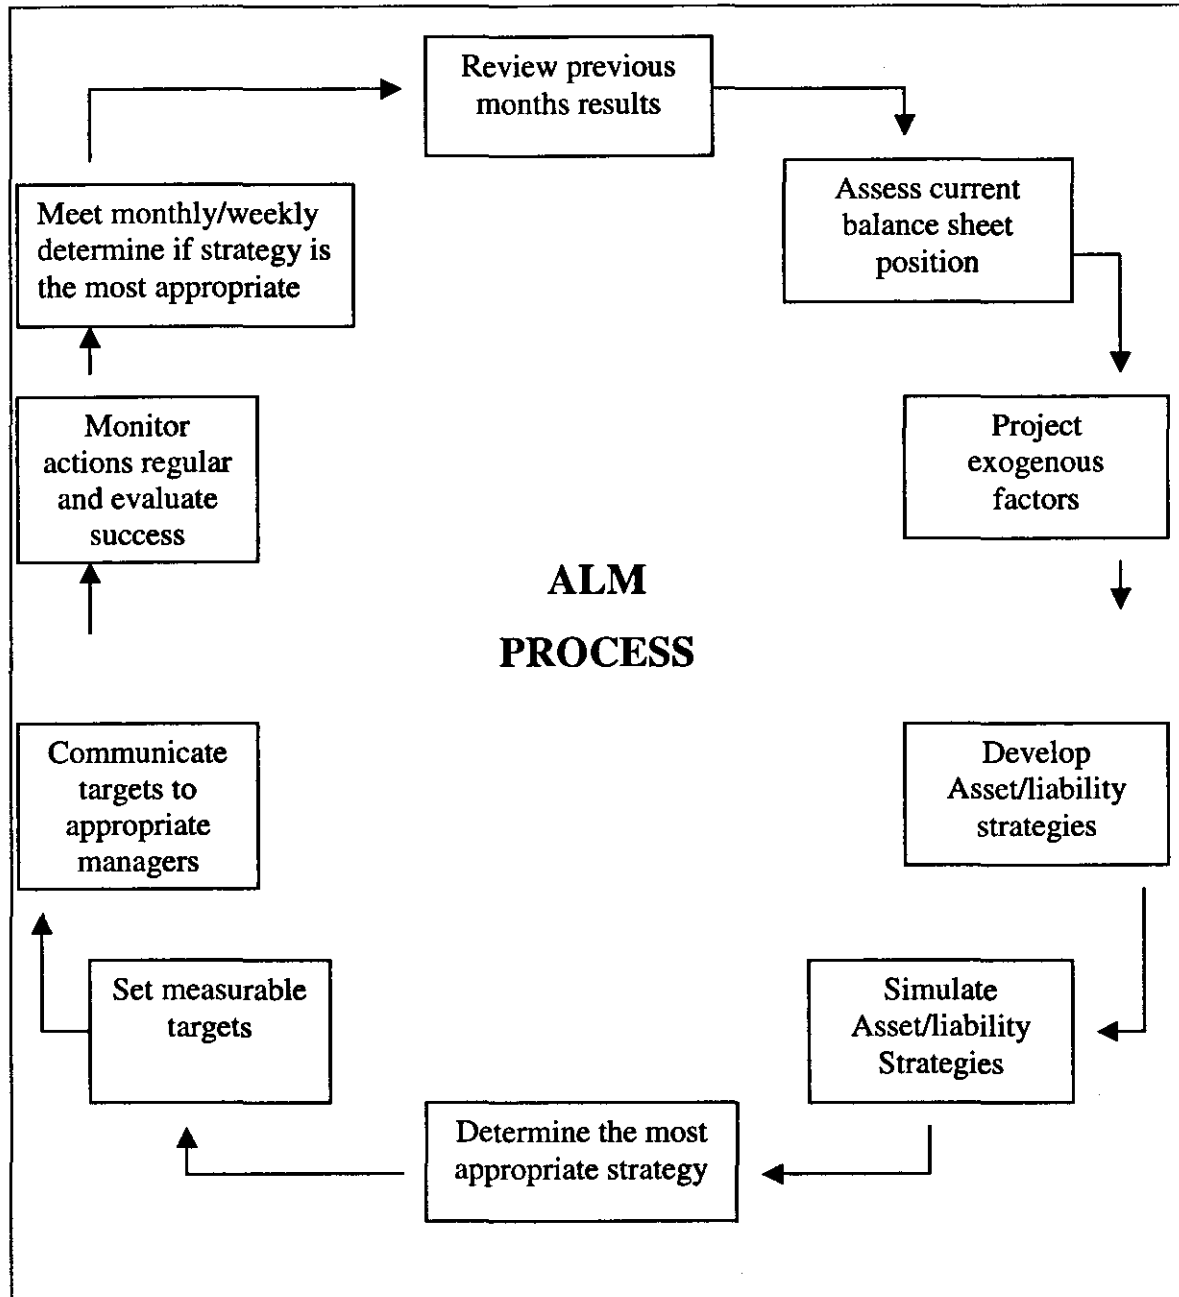 Review previous
months results
Assess current
balance sheet
position
Project
exogenous
factors
Develop
Asset/liability
strategies
Simulate
Asset/liability
Strategies
Determine the most
appropriate strategy
Set measurable
targets
Communicate
targets to
appropriate
managers
Monitor
actions regular
and evaluate
success
Meet monthly/weekly
determine if strategy is
the most appropriate
ALM
PROCESS